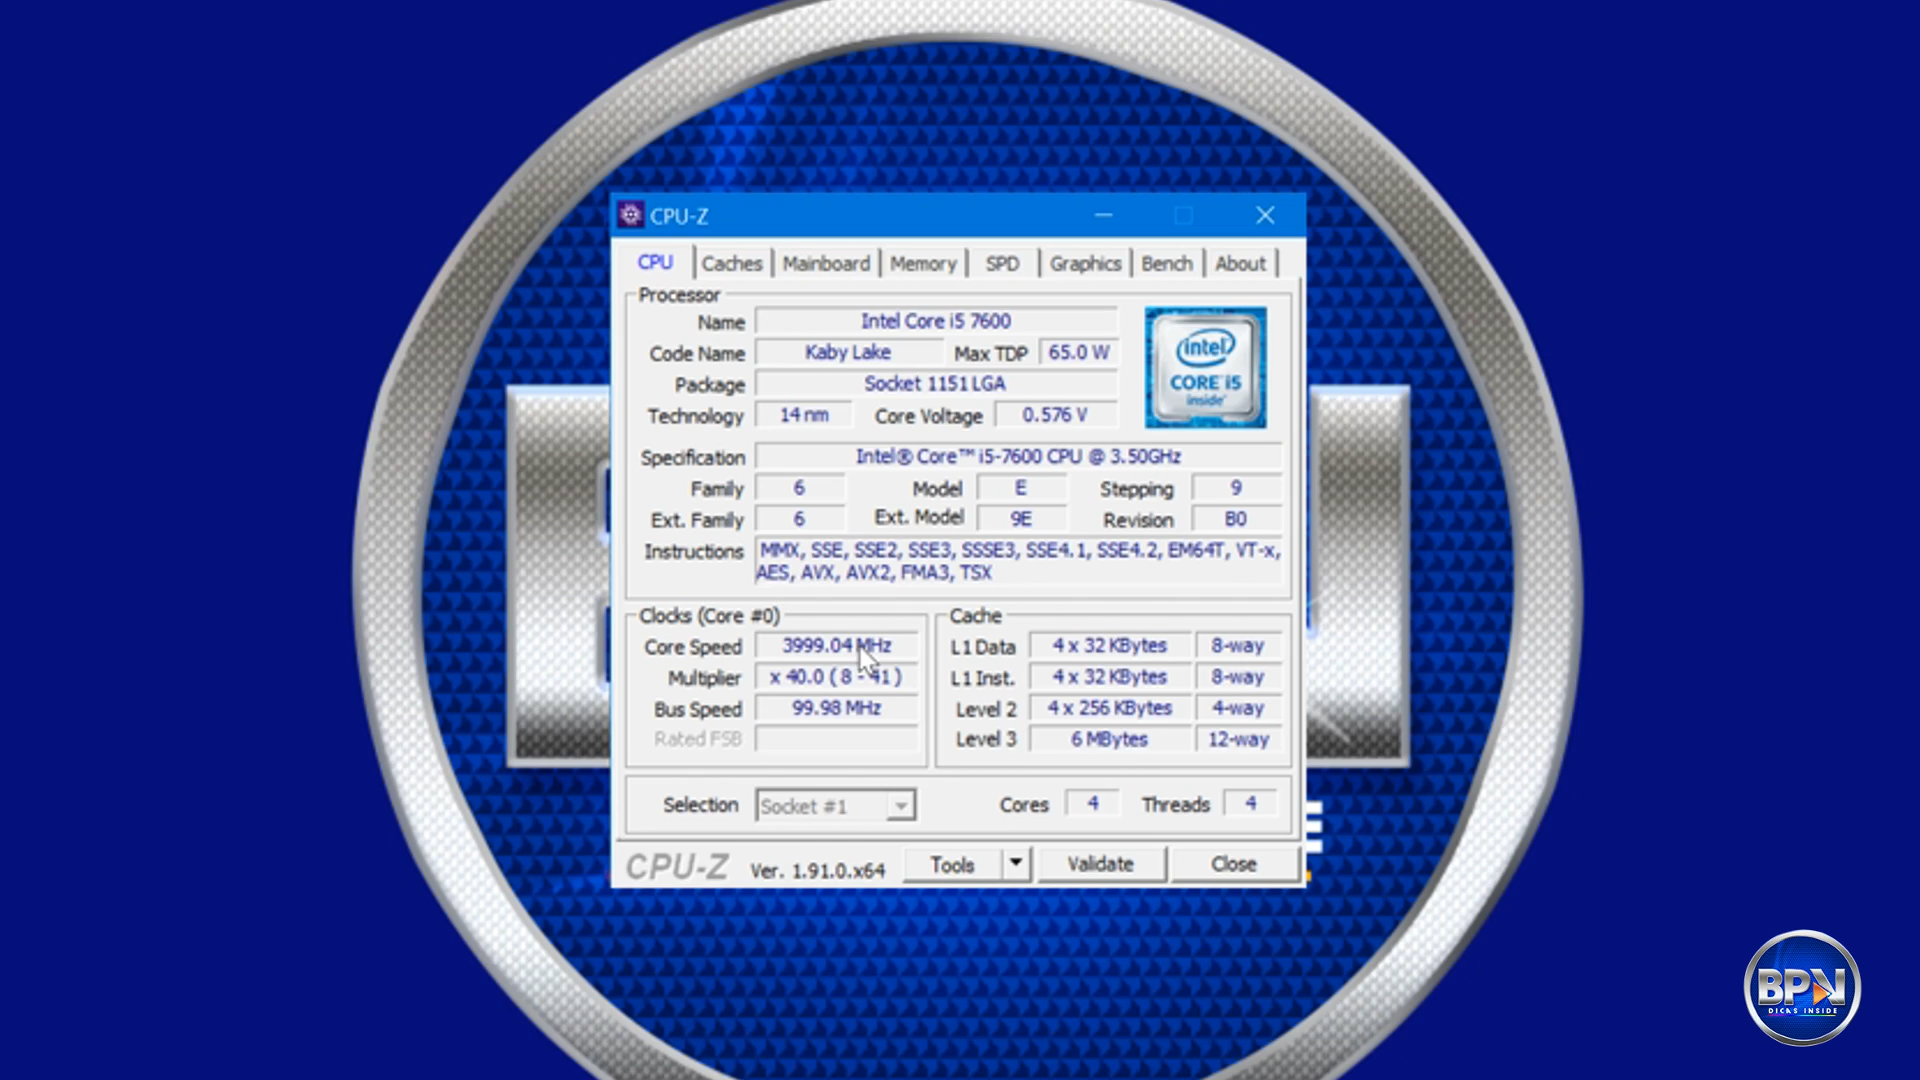 CPU-Z
CPU Caches Mainboard Memory SPD Graphics Bench About
Processor
Name Intel Core i5 7600
Code Name Kaby Lake Max TDP 65.0 W
Package Socket 1151 LGA
Technology 14 nm Core Voltage 0.576 V
intel
CORE i5
inside
Specification Intel® Core™ i5-7600 CPU @ 3.50GHz
Family 6 Model E Stepping 9
Ext. Family 6 Ext. Model 9E Revision B0
Instructions MMX, SSE, SSE2, SSE3, SSSE3, SSE4.1, SSE4.2, EM64T, VT-x,
AES, AVX, AVX2, FMA3, TSX
Clocks (Core #0)
Core Speed 3999.04 MHz
Multiplier x 40.0 ( 8 - 41 )
Bus Speed 99.98 MHz
Rated FSB
Cache
L1 Data 4 x 32 KBytes 8-way
L1 Inst. 4 x 32 KBytes 8-way
Level 2 4 x 256 KBytes 4-way
Level 3 6 MBytes 12-way
Selection Socket #1 Cores 4 Threads 4
CPU-Z Ver. 1.91.0.x64 Tools Validate Close
E
BPN
DICAS INSIDE